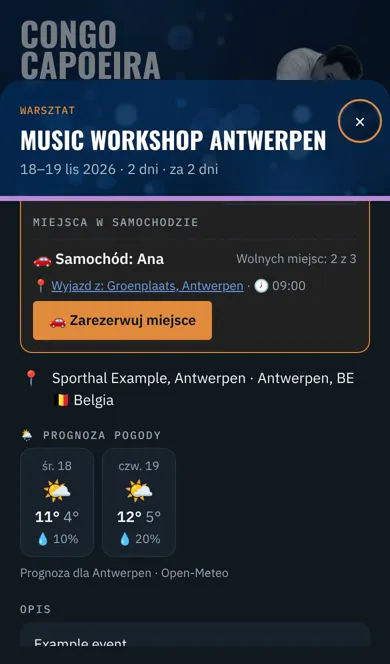 CONGO
CAPOEIRA
WARSZTAT
MUSIC WORKSHOP ANTWERPEN
18–19 lis 2026 · 2 dni · za 2 dni
×
MIEJSCA W SAMOCHODZIE
🚗 Samochód: Ana
Wolnych miejsc: 2 z 3
📍 Wyjazd z: Groenplaats, Antwerpen · 🕖 09:00
🚗 Zarezerwuj miejsce
📍 Sporthal Example, Antwerpen · Antwerpen, BE
🇧🇪 Belgia
🌦 PROGNOZA POGODY
śr. 18
🌤
11° 4°
💧 10%
czw. 19
🌤
12° 5°
💧 20%
Prognoza dla Antwerpen · Open-Meteo
OPIS
Example event